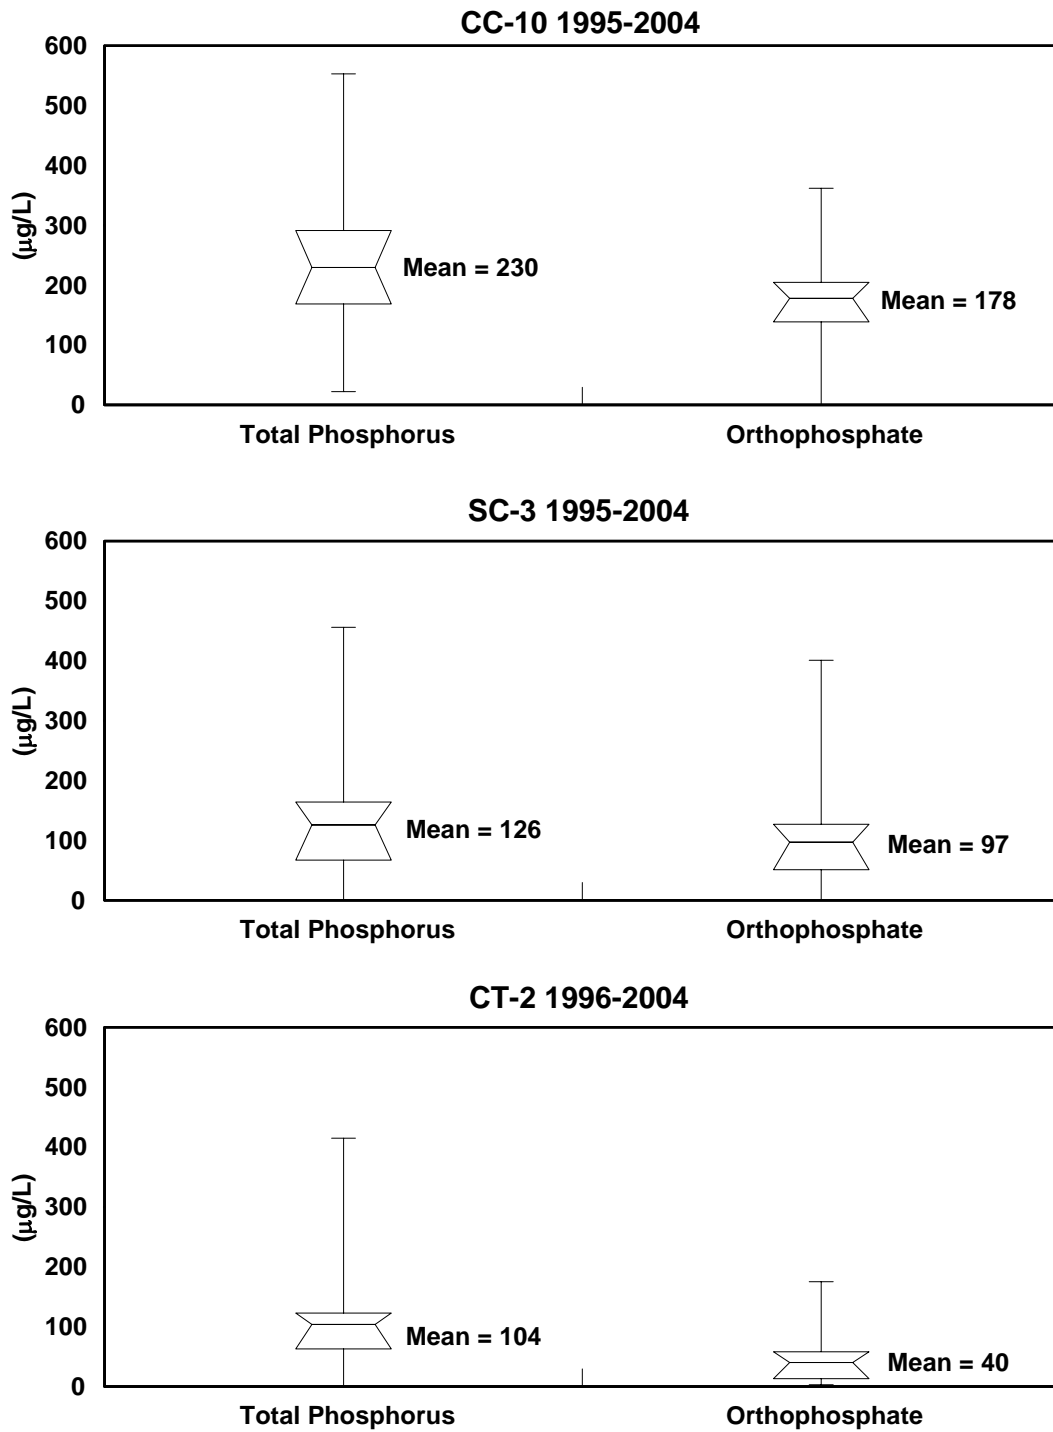 CC-10 1995-2004
600
500
400
300
200
100
0
(µg/L)
Mean = 230
Mean = 178
Total Phosphorus
Orthophosphate
SC-3 1995-2004
600
500
400
300
200
100
0
(µg/L)
Mean = 126
Mean = 97
Total Phosphorus
Orthophosphate
CT-2 1996-2004
600
500
400
300
200
100
0
(µg/L)
Mean = 104
Mean = 40
Total Phosphorus
Orthophosphate